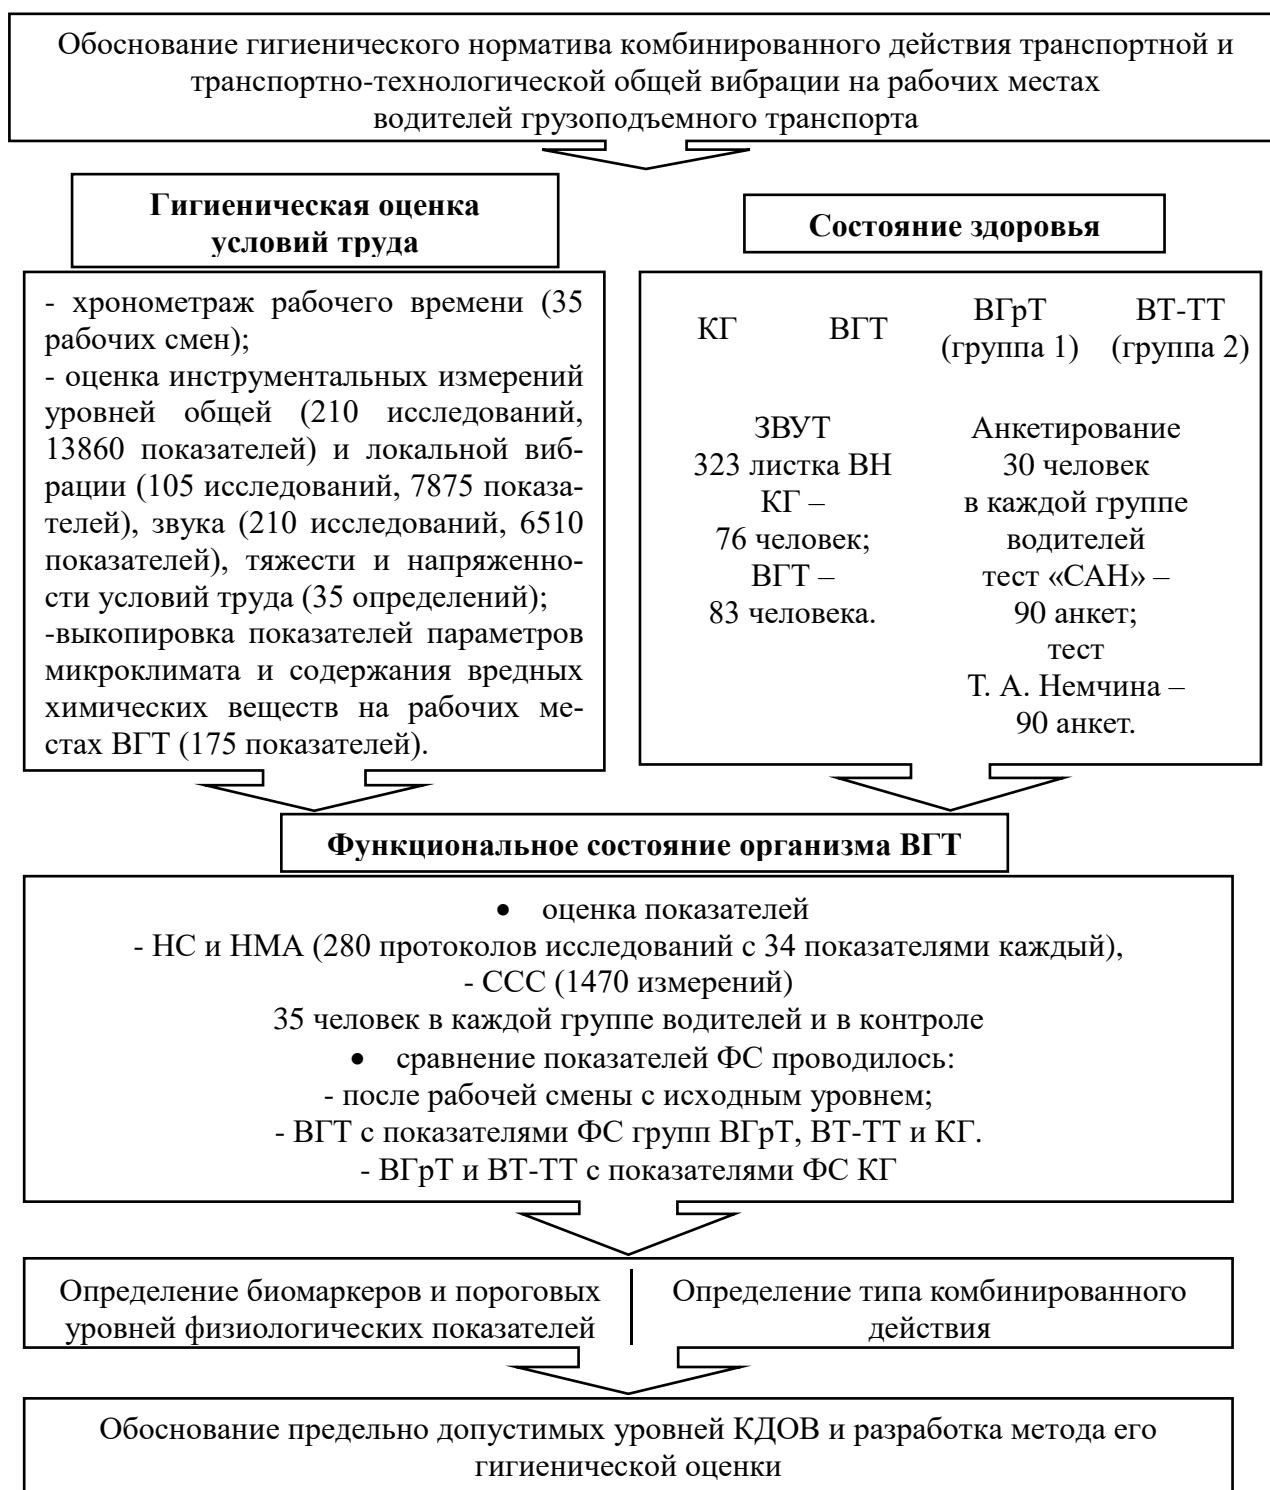 Обоснование гигиенического норматива комбинированного действия транспортной и
транспортно-технологической общей вибрации на рабочих местах
водителей грузоподъемного транспорта
Гигиеническая оценка
условий труда
- хронометраж рабочего времени (35
рабочих смен);
- оценка инструментальных измерений
уровней общей (210 исследований,
13860 показателей) и локальной виб-
рации (105 исследований, 7875 показа-
телей), звука (210 исследований, 6510
показателей), тяжести и напряженно-
сти условий труда (35 определений);
-выкопировка показателей параметров
микроклимата и содержания вредных
химических веществ на рабочих ме-
стах ВГТ (175 показателей).
Состояние здоровья
КГ ВГТ ВГрТ (группа 1) ВТ-ТТ (группа 2)
ЗВУТ
323 листка ВН
КГ –
76 человек;
ВГТ –
83 человека.
Анкетирование
30 человек
в каждой группе
водителей
тест «САН» –
90 анкет;
тест
Т. А. Немчина –
90 анкет.
Функциональное состояние организма ВГТ
• оценка показателей
- НС и НМА (280 протоколов исследований с 34 показателями каждый),
- ССС (1470 измерений)
35 человек в каждой группе водителей и в контроле
• сравнение показателей ФС проводилось:
- после рабочей смены с исходным уровнем;
- ВГТ с показателями ФС групп ВГрТ, ВТ-ТТ и КГ.
- ВГрТ и ВТ-ТТ с показателями ФС КГ
Определение биомаркеров и пороговых
уровней физиологических показателей
Определение типа комбинированного
действия
Обоснование предельно допустимых уровней КДОВ и разработка метода его
гигиенической оценки